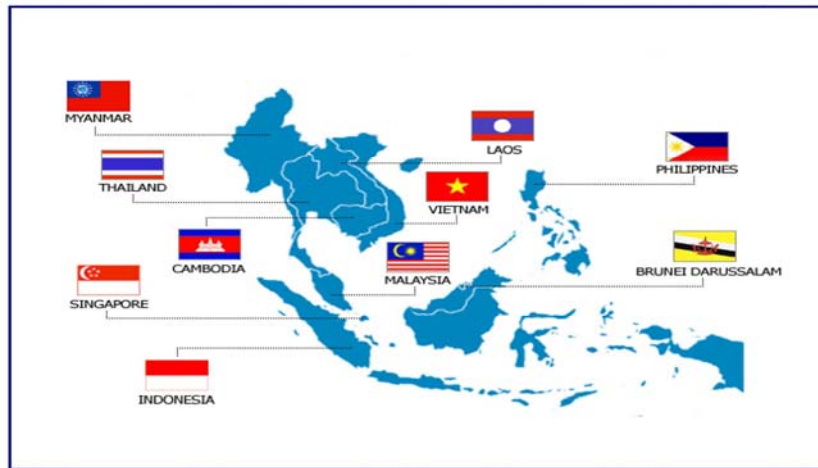 MYANMAR
LAOS
PHILIPPINES
THAILAND
VIETNAM
CAMBODIA
MALAYSIA
BRUNEI DARUSSALAM
SINGAPORE
INDONESIA